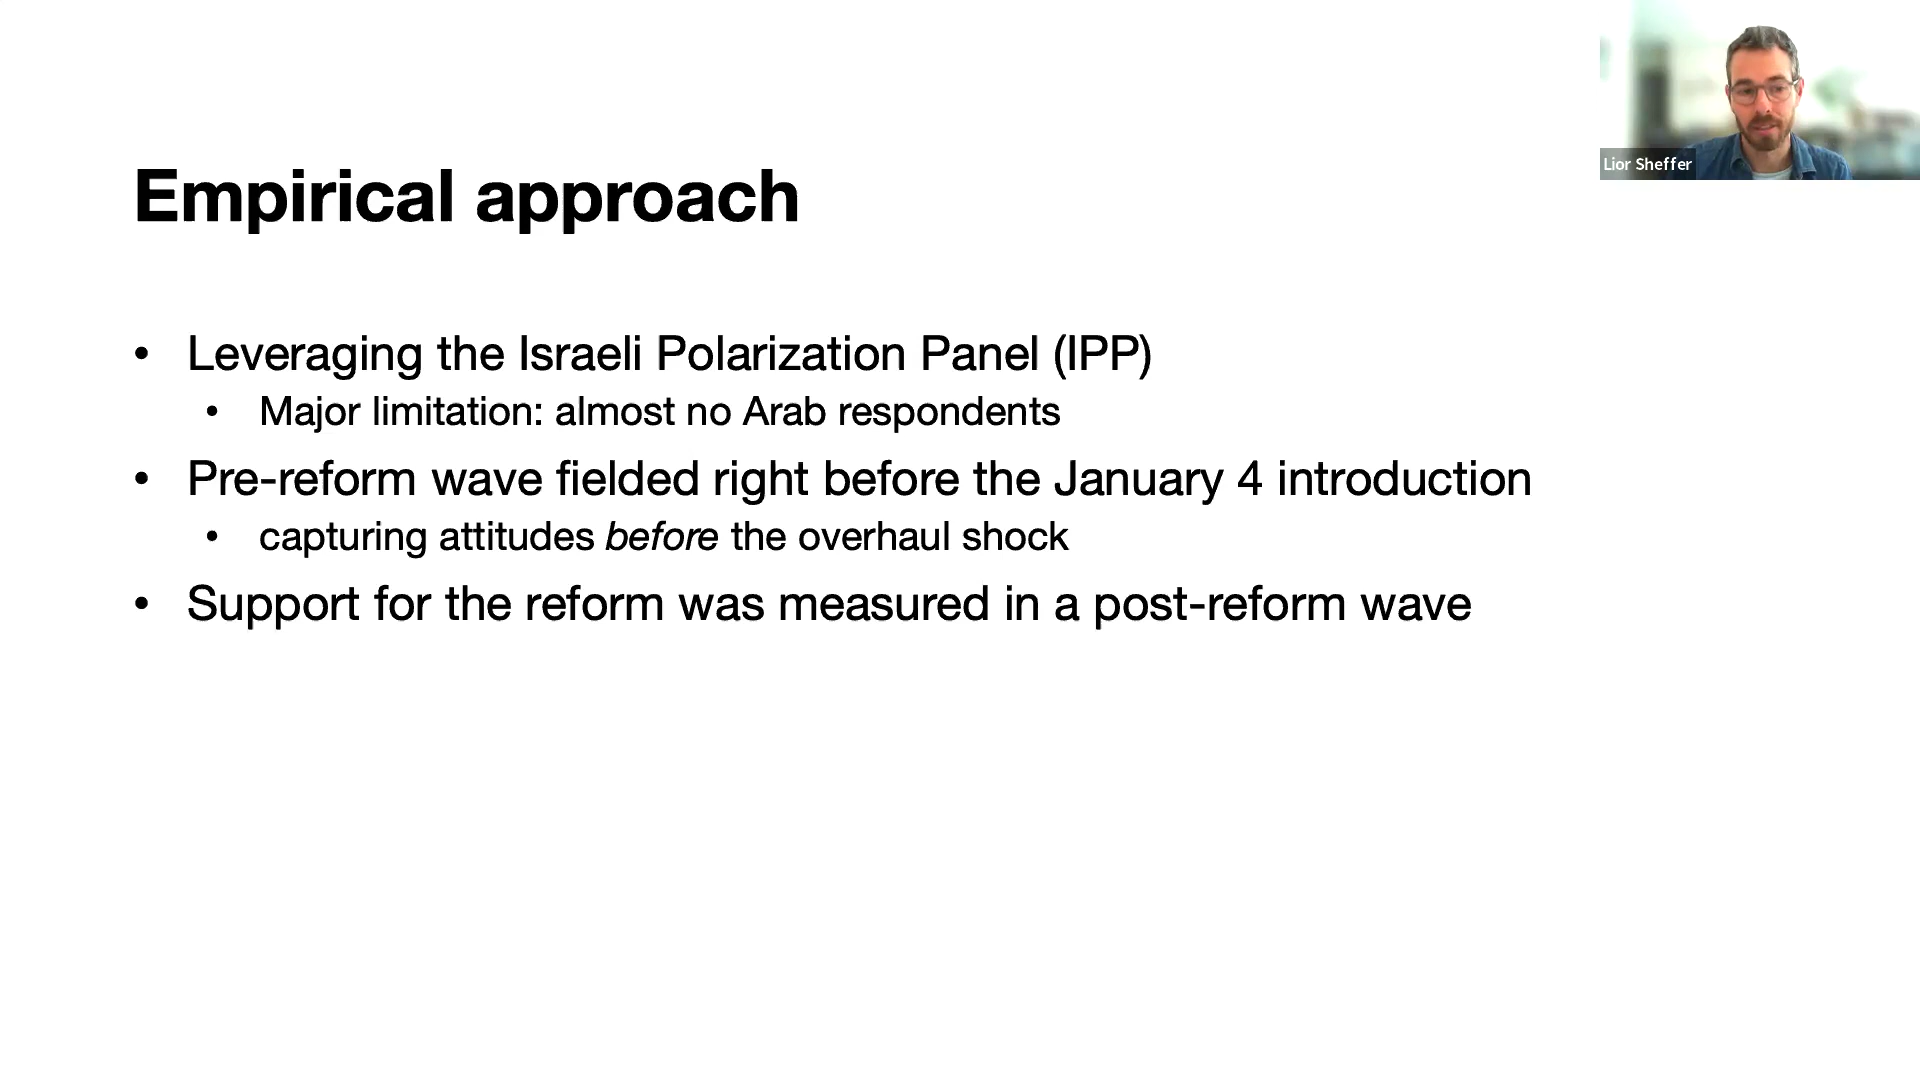 Lior Sheffer
Empirical approach
• Leveraging the Israeli Polarization Panel (IPP)
• Major limitation: almost no Arab respondents
• Pre-reform wave fielded right before the January 4 introduction
• capturing attitudes before the overhaul shock
• Support for the reform was measured in a post-reform wave